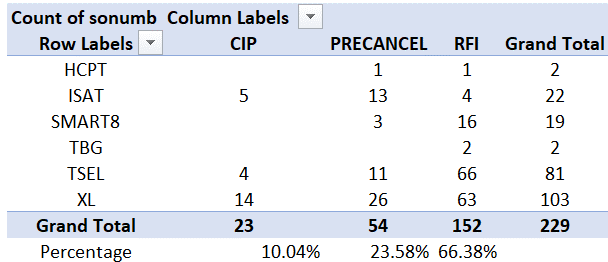 Count of sonumb Column Labels
Row Labels CIP PRECANCEL RFI Grand Total
HCPT 1 1 2
ISAT 5 13 4 22
SMART8 3 16 19
TBG 2 2
TSEL 4 11 66 81
XL 14 26 63 103
Grand Total 23 54 152 229
Percentage 10.04% 23.58% 66.38%